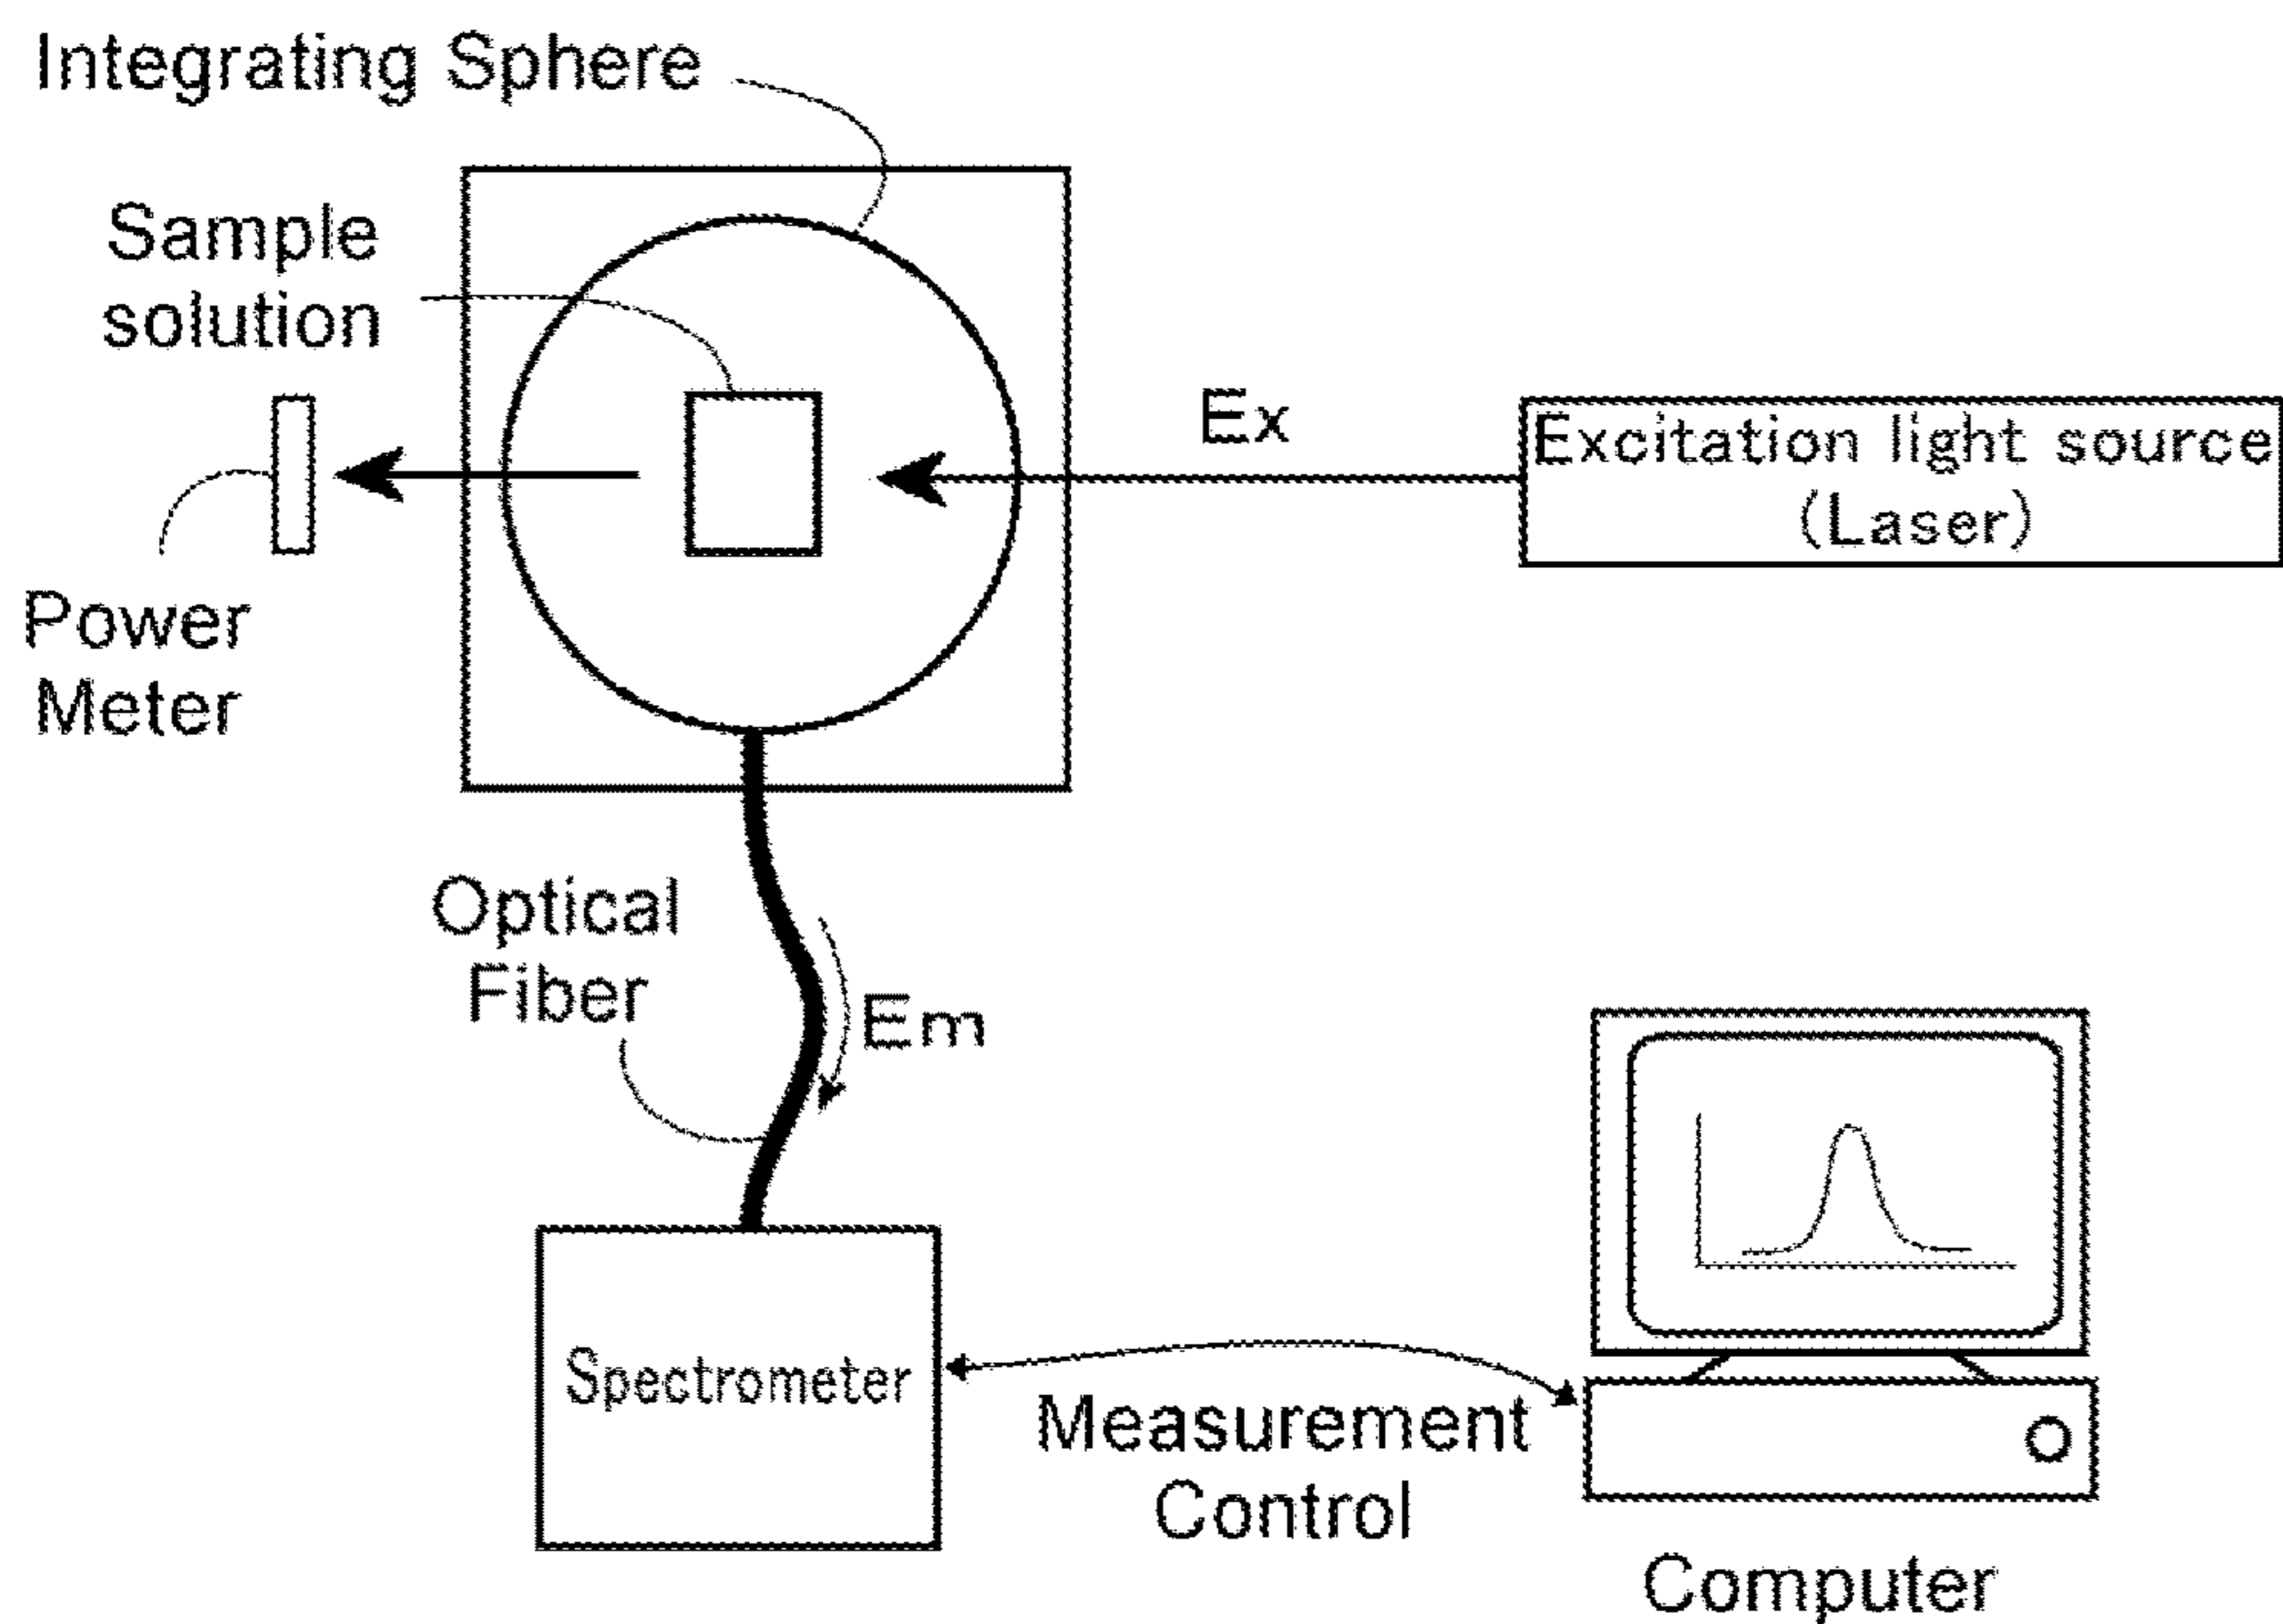 Integrating Sphere
Sample
solution
Ex
Excitation light source
(Laser)
Power
Meter
Optical
Fiber
Em
Spectrometer
Measurement
Control
Computer